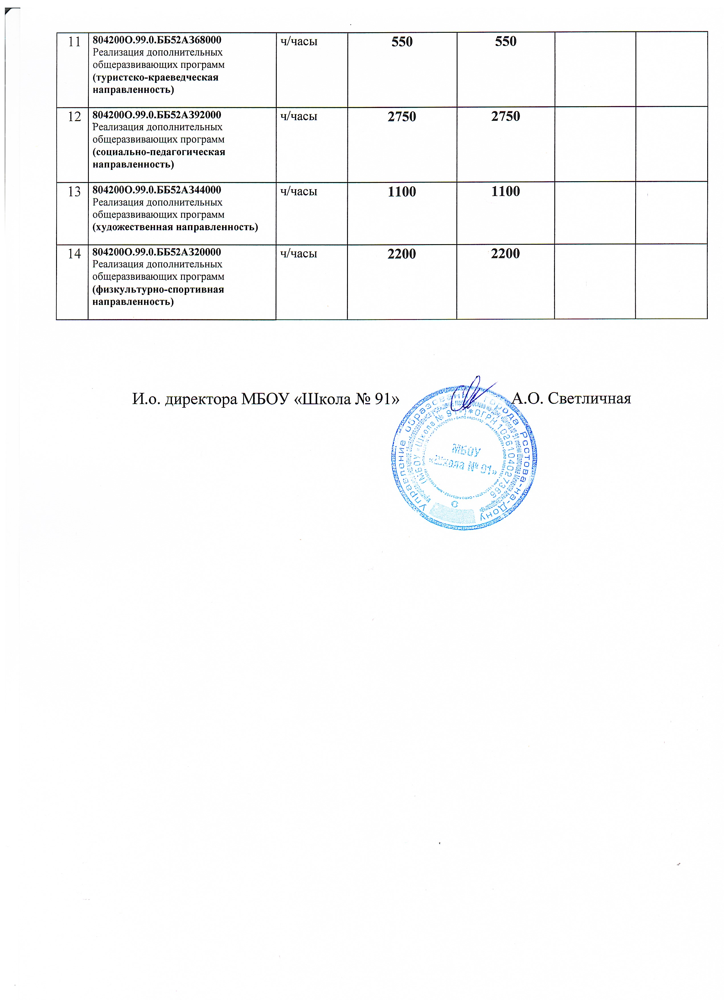 11 804200О.99.0.ББ52АЗ68000 ч/часы 550 550
Реализация дополнительных
общеразвивающих программ
(туристско-краеведческая
направленность)
12 804200О.99.0.ББ52АЗ92000 ч/часы 2750 2750
Реализация дополнительных
общеразвивающих программ
(социально-педагогическая
направленность)
13 804200О.99.0.ББ52АЗ44000 ч/часы 1100 1100
Реализация дополнительных
общеразвивающих программ
(художественная направленность)
14 804200О.99.0.ББ52АЗ20000 ч/часы 2200 2200
Реализация дополнительных
общеразвивающих программ
(физкультурно-спортивная
направленность)
И.о. директора МБОУ «Школа № 91» А.О. Светличная
Управление образования города Ростова-на-Дону
(МБОУ «Школа № 91») * ОГРН 1026104027366
МБОУ
«Школа № 91»